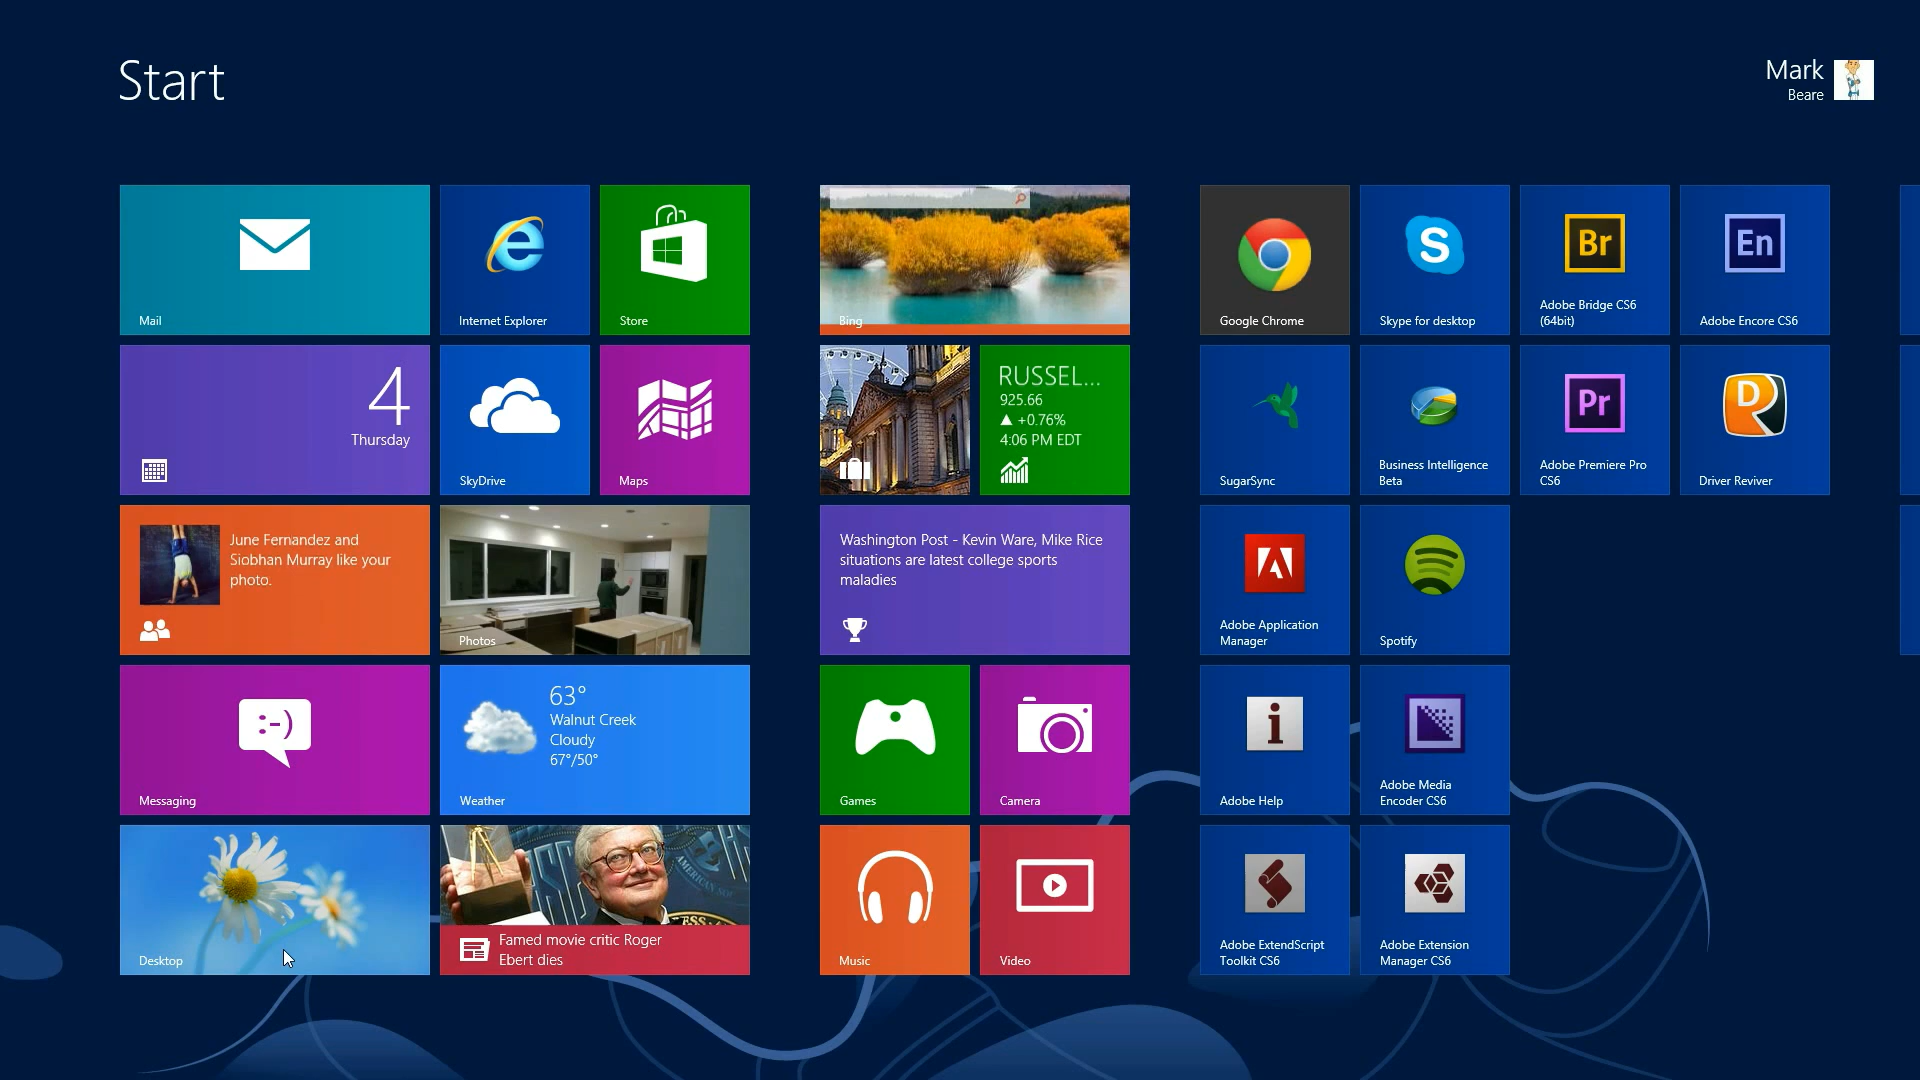 Start
Mark
Beare
Mail
Internet Explorer
Store
4
Thursday
SkyDrive
Maps
June Fernandez and
Siobhan Murray like your
photo.
Photos
:-)
Messaging
63°
Walnut Creek
Cloudy
67°/50°
Weather
Desktop
Famed movie critic Roger
Ebert dies
Bing
RUSSEL...
925.66
▲ +0.76%
4:06 PM EDT
Washington Post - Kevin Ware, Mike Rice
situations are latest college sports
maladies
Games
Camera
Music
Video
Google Chrome
S
Skype for desktop
Br
Adobe Bridge CS6
(64bit)
En
Adobe Encore CS6
SugarSync
Business Intelligence
Beta
Pr
Adobe Premiere Pro
CS6
D
Driver Reviver
Adobe Application
Manager
Spotify
i
Adobe Help
Adobe Media
Encoder CS6
Adobe ExtendScript
Toolkit CS6
Adobe Extension
Manager CS6